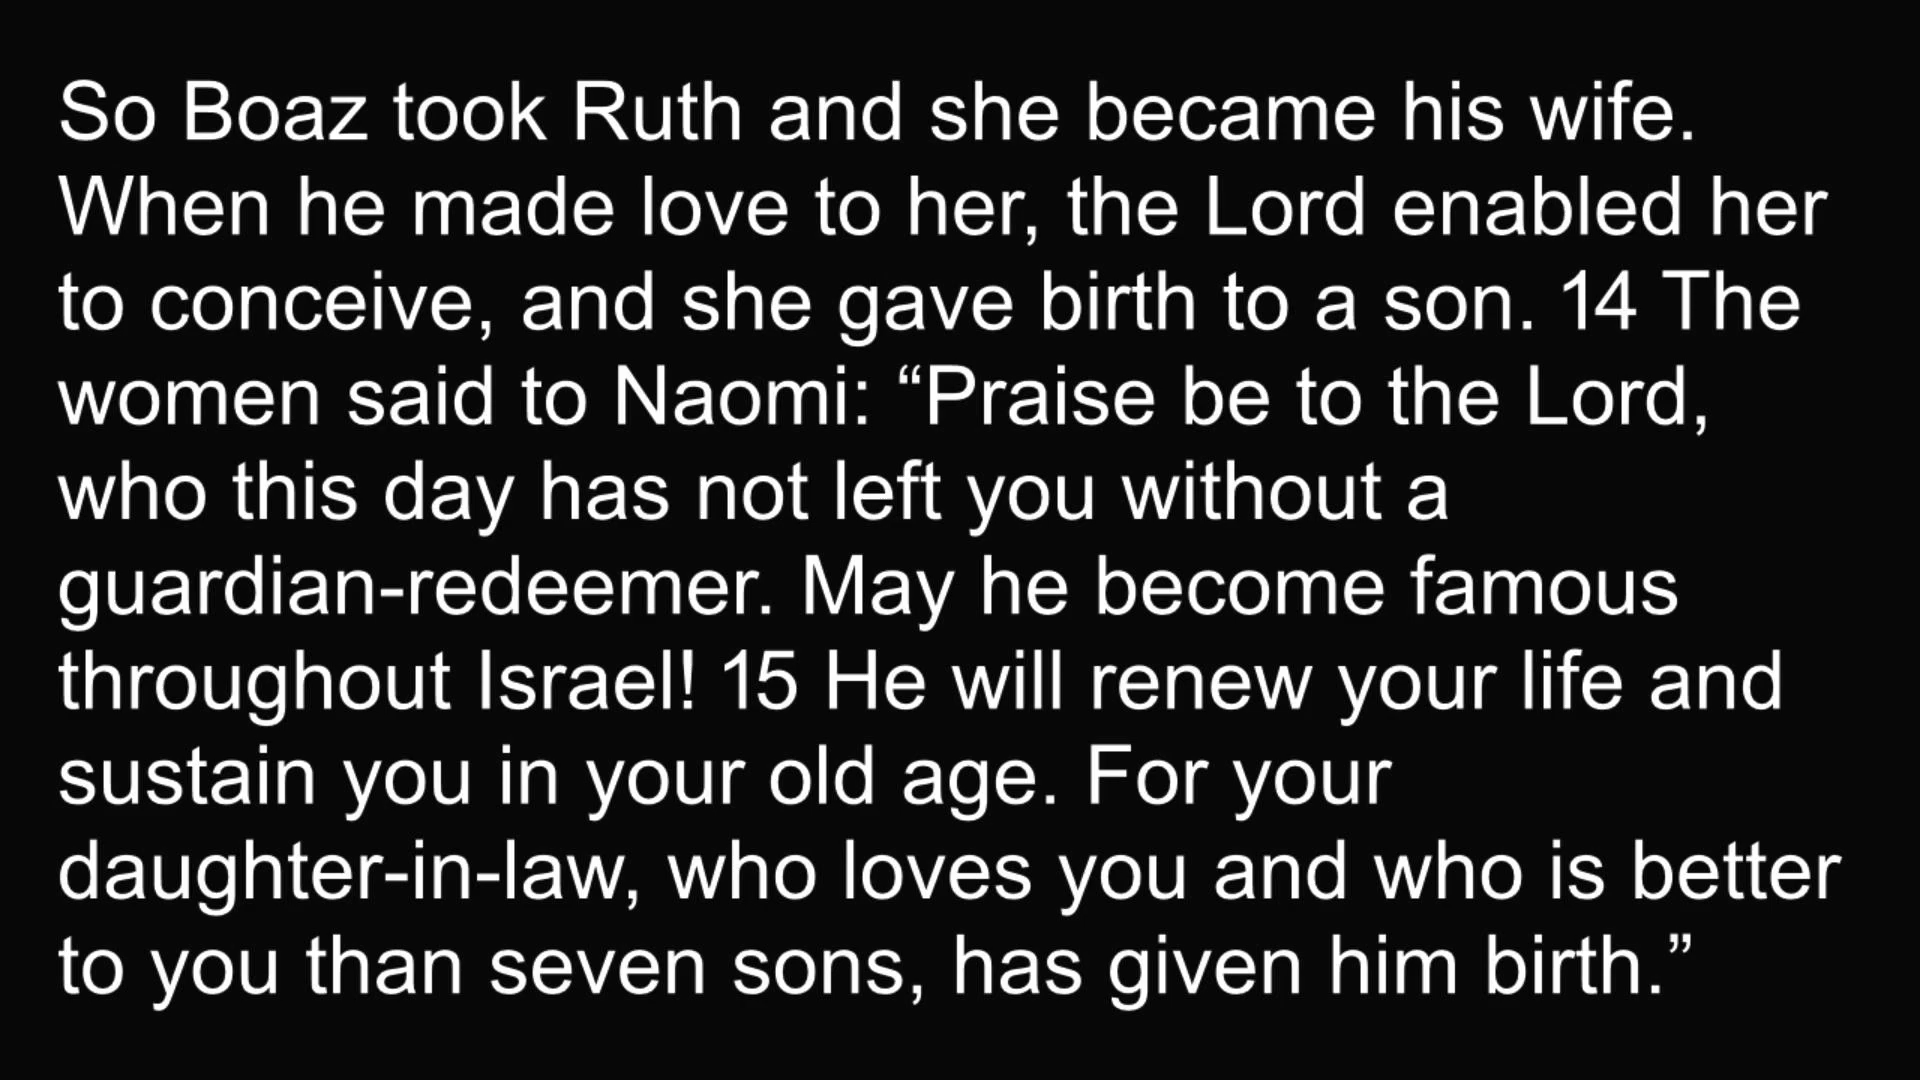 So Boaz took Ruth and she became his wife.
When he made love to her, the Lord enabled her
to conceive, and she gave birth to a son. 14 The
women said to Naomi: “Praise be to the Lord,
who this day has not left you without a
guardian-redeemer. May he become famous
throughout Israel! 15 He will renew your life and
sustain you in your old age. For your
daughter-in-law, who loves you and who is better
to you than seven sons, has given him birth.”